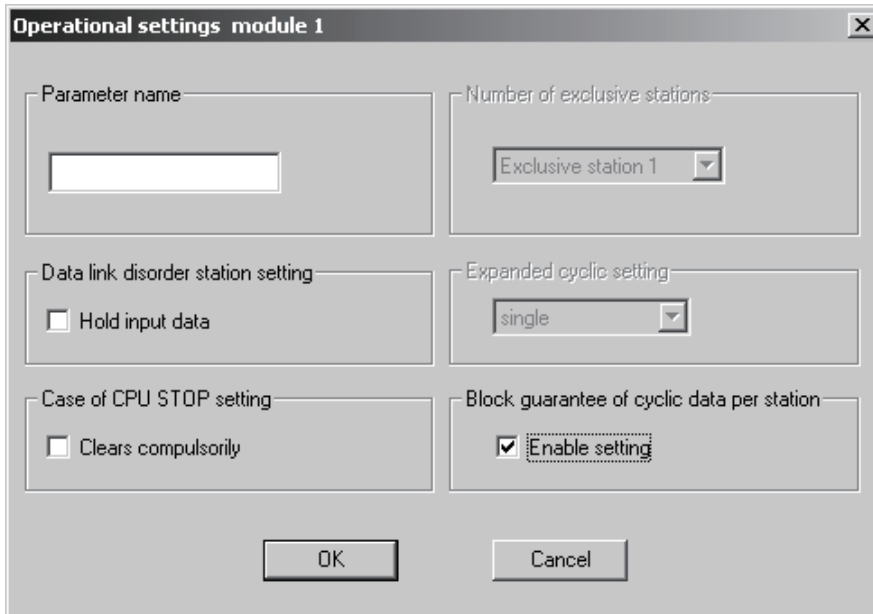 Operational settings module 1
Parameter name
Number of exclusive stations
Exclusive station 1
Data link disorder station setting
Hold input data
Expanded cyclic setting
single
Case of CPU STOP setting
Clears compulsorily
Block guarantee of cyclic data per station
Enable setting
OK
Cancel